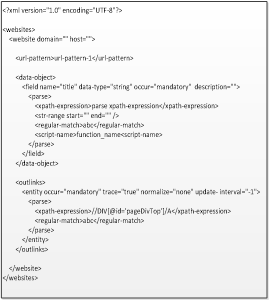 <?xml version="1.0" encoding="UTF-8"?>
<websites>
<website domain="" host="">
<url-pattern>url-pattern-1</url-pattern>
<data-object>
<field name="title" data-type="string" occur="mandatory" description="">
<parse>
<xpath-expression>parse xpath-expression</xpath-expression>
<str-range start="" end="" />
<regular-match>abc</regular-match>
<script-name>function_name<script-name>
</parse>
</field>
</data-object>
<outlinks>
<entity occur="mandatory" trace="true" normalize="none" update- interval="-1">
<parse>
<xpath-expression>//DIV[@id='pageDivTop']/A</xpath-expression>
<regular-match>abc</regular-match>
</parse>
</entity>
</outlinks>
</website>
</websites>